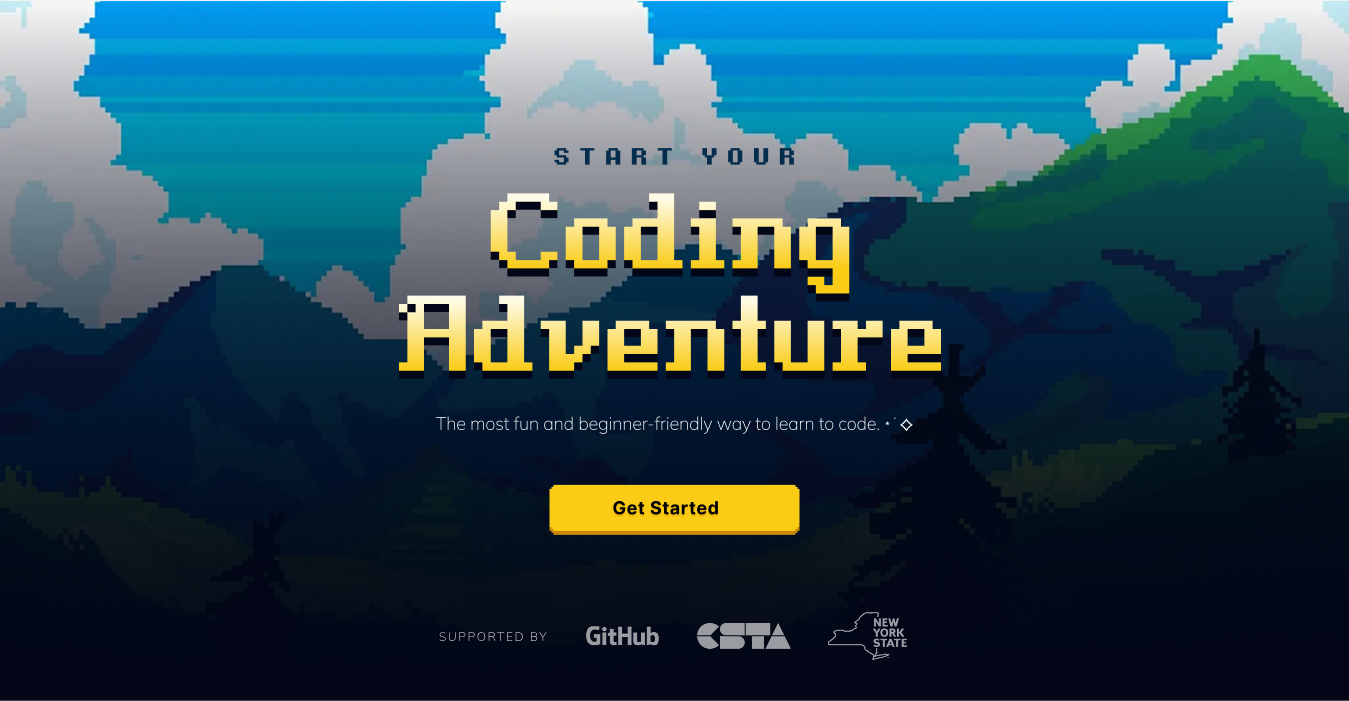 START YOUR
Coding
Adventure
The most fun and beginner-friendly way to learn to code. ⋆˙⟡
Get Started
SUPPORTED BY
GitHub
CSTA
NEW
YORK
STATE